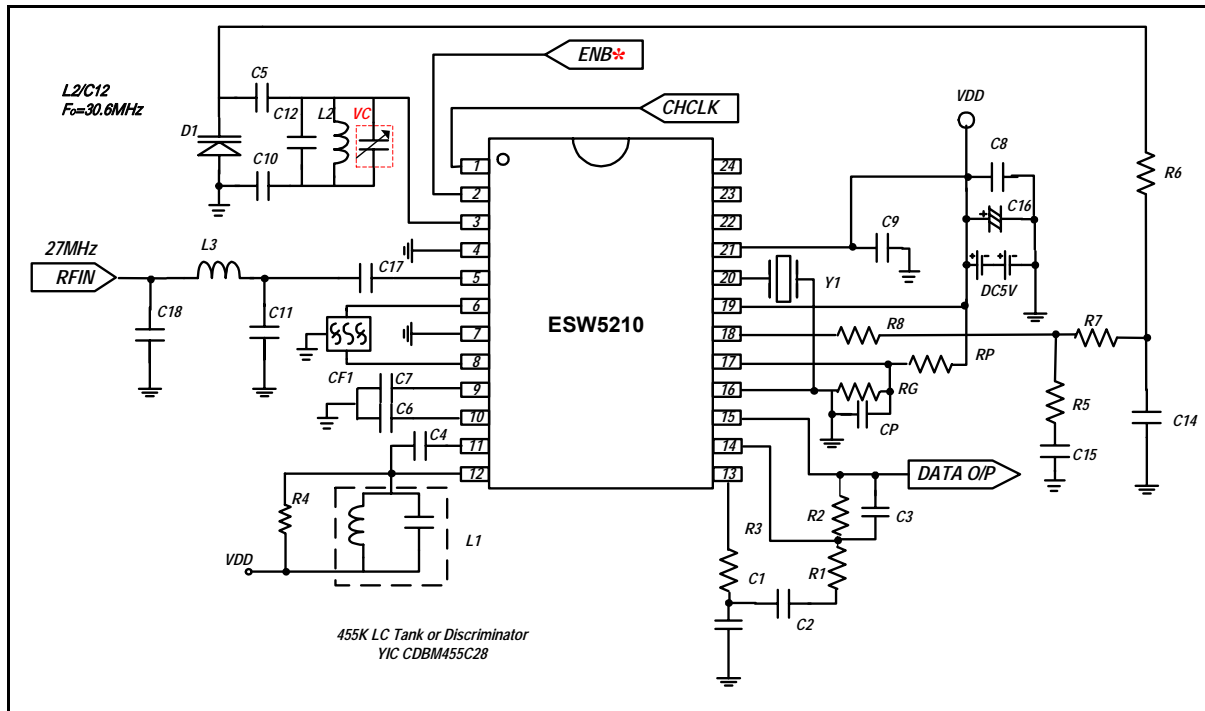 ENB*
C5
L2/C12
Fo=30.6MHz
C12
L2
VC
CHCLK
VDD
D1
C8
C10
R6
1
24
C16
2
23
3
22
C9
27MHz
L3
4
21
RFIN
C17
Y1
5
20
DC5V
C18
C11
6
ESW5210
19
R8
R7
7
18
8
17
RP
CF1
C7
RG
9
16
R5
C6
10
15
CP
C14
C4
11
14
C15
12
13
DATA O/P
R4
R3
R2
C3
L1
VDD
C1
R1
C2
455K LC Tank or Discriminator
YIC CDBM455C28